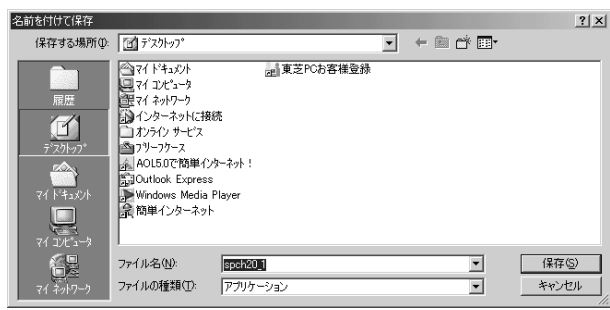 名前を付けて保存
保存する場所(I):
デスクトップ
履歴
デスクトップ
マイ ドキュメント
マイ コンピュータ
マイ ネットワーク
マイ ドキュメント
マイ コンピュータ
マイ ネットワーク
インターネットに接続
オンライン サービス
ブリーフケース
AOL5.0で簡単インターネット!
Outlook Express
Windows Media Player
簡単インターネット
東芝PCお客様登録
ファイル名(N):
spch20_1
保存(S)
ファイルの種類(T):
アプリケーション
キャンセル